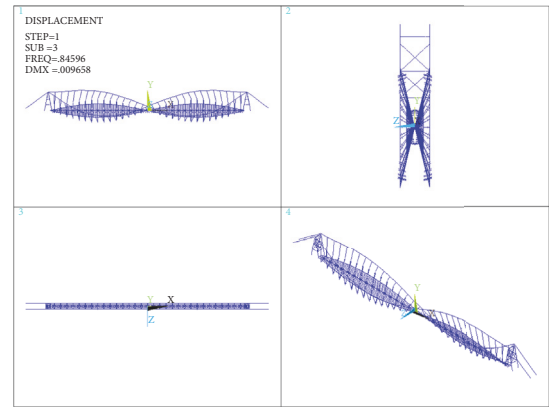 1
DISPLACEMENT
STEP=1
SUB =3
FREQ=.84596
DMX =.009658
Y
X
2
Y
Z
3
Y
X
Z
4
Y